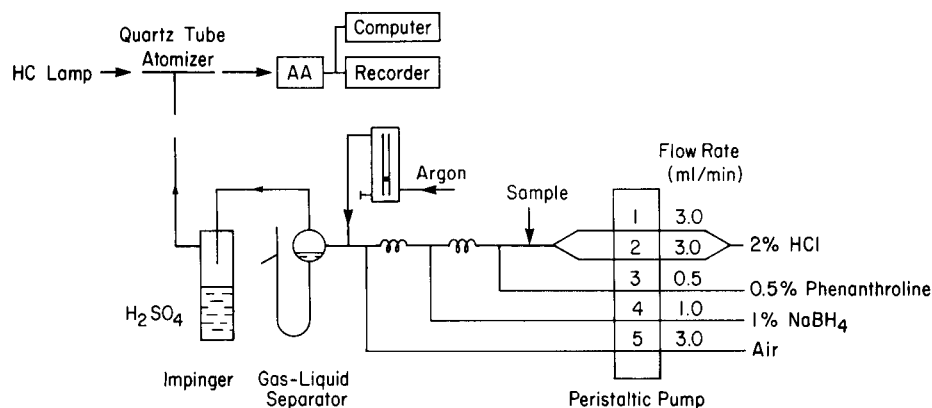 Computer
Quartz Tube
Atomizer
HC Lamp
AA
Recorder
Argon
Sample
Flow Rate
(ml/min)
1 3.0
2 3.0
2% HCl
3 0.5
0.5% Phenanthroline
4 1.0
1% NaBH4
5 3.0
Air
H2SO4
Impinger
Gas-Liquid
Separator
Peristaltic Pump